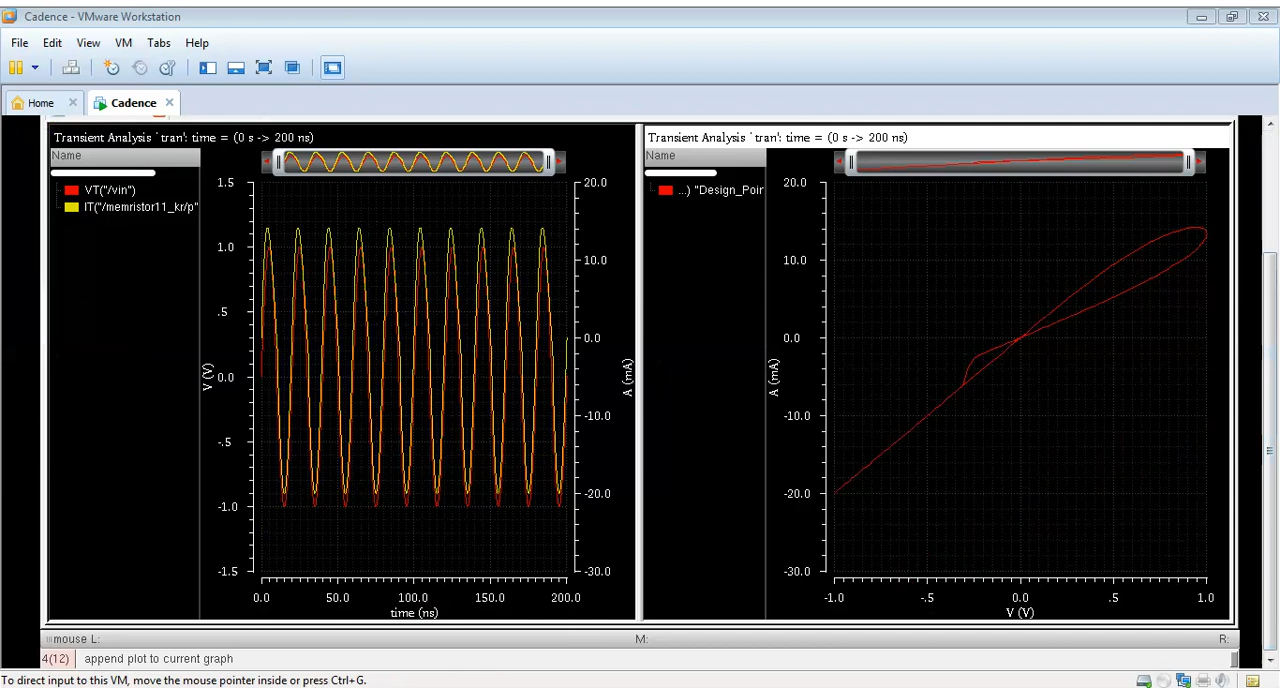 Cadence - VMware Workstation
File Edit View VM Tabs Help
Home Cadence
Transient Analysis `tran': time = (0 s -> 200 ns)
Name
VT("/vin")
IT("/memristor11_kr/p"
1.5
1.0
.5
0.0
-.5
-1.0
-1.5
V (V)
20.0
10.0
0.0
-10.0
-20.0
-30.0
A (mA)
0.0 50.0 100.0 150.0 200.0
time (ns)
Transient Analysis `tran': time = (0 s -> 200 ns)
Name
...) "Design_Poir
20.0
10.0
0.0
-10.0
-20.0
-30.0
A (mA)
-1.0 -.5 0.0 .5 1.0
V (V)
mouse L: M: R:
4(12) append plot to current graph
To direct input to this VM, move the mouse pointer inside or press Ctrl+G.